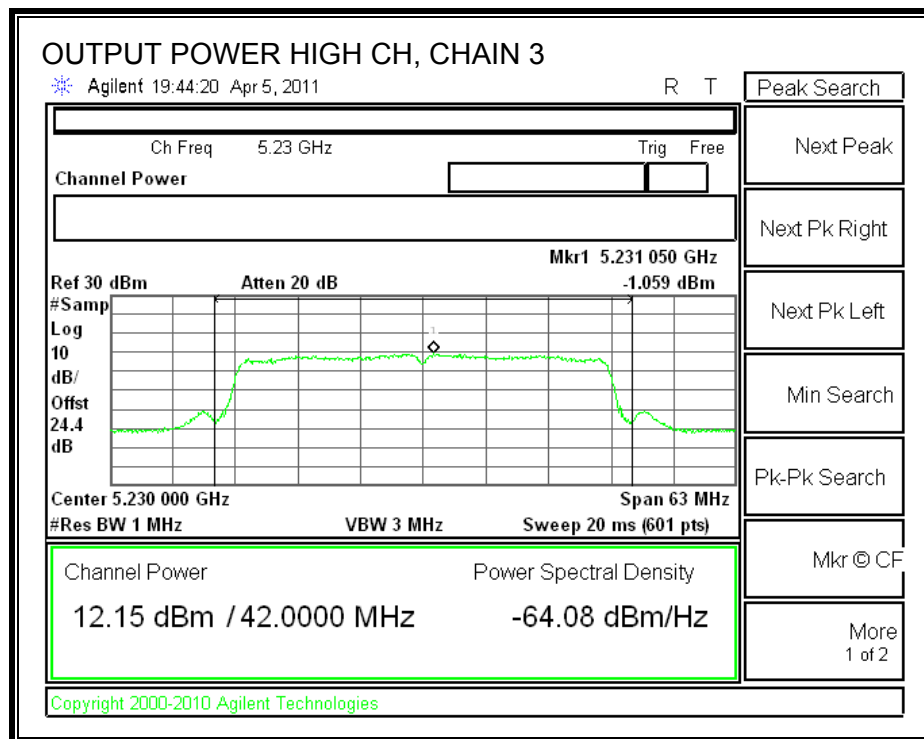 OUTPUT POWER HIGH CH, CHAIN 3
Agilent 19:44:20 Apr 5, 2011 R T
Peak Search
Ch Freq 5.23 GHz Trig Free
Channel Power
Mkr1 5.231 050 GHz
Ref 30 dBm Atten 20 dB -1.059 dBm
#Samp
Log
10
dB/
Offst
24.4
dB
1
Center 5.230 000 GHz Span 63 MHz
#Res BW 1 MHz VBW 3 MHz Sweep 20 ms (601 pts)
Channel Power Power Spectral Density
12.15 dBm / 42.0000 MHz -64.08 dBm/Hz
Copyright 2000-2010 Agilent Technologies
Next Peak
Next Pk Right
Next Pk Left
Min Search
Pk-Pk Search
Mkr © CF
More
1 of 2